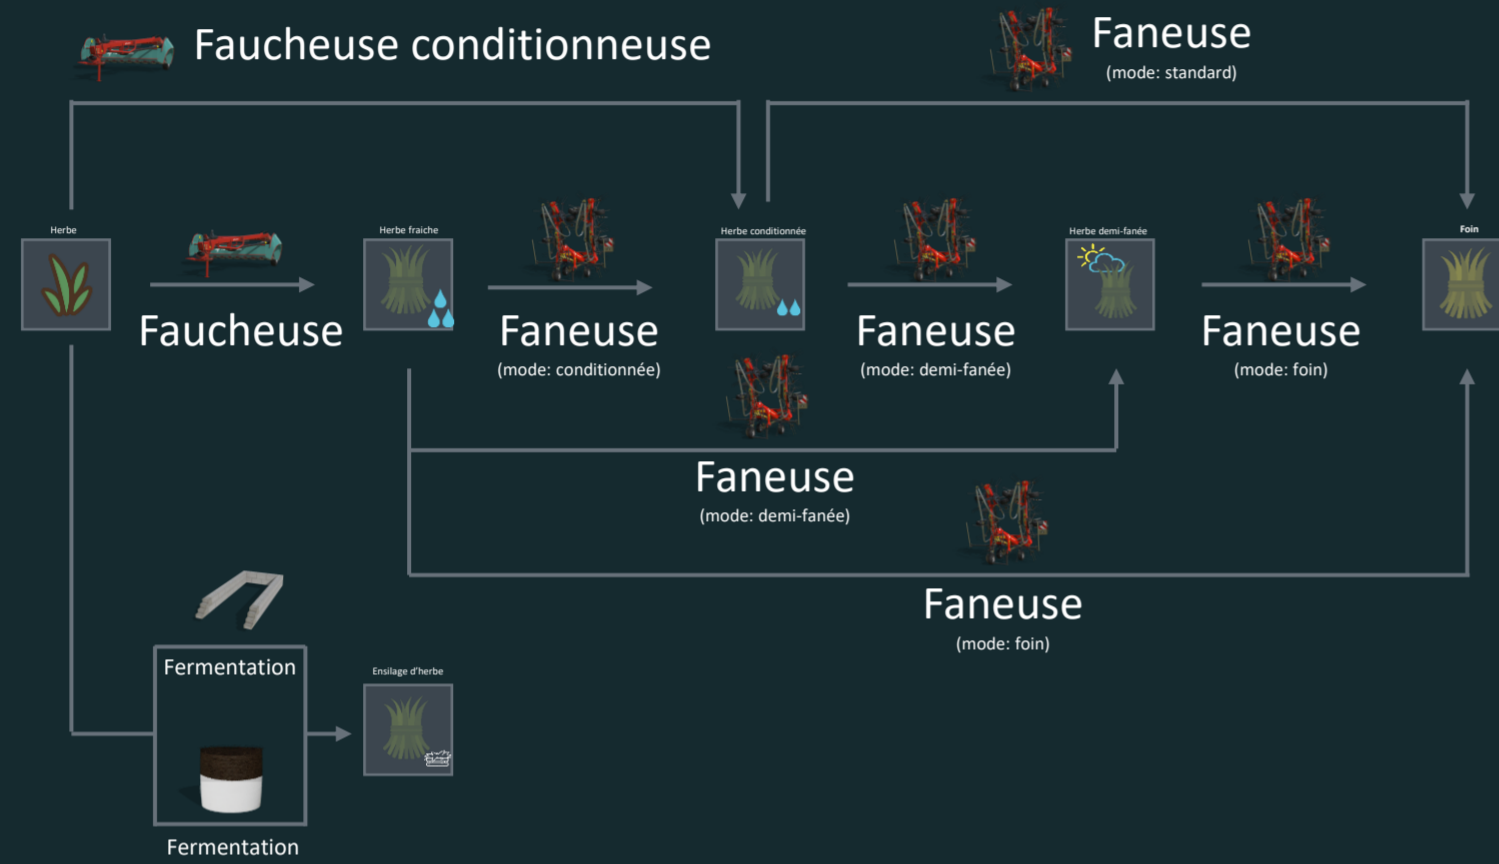 Faucheuse conditionneuse
Faneuse
(mode: standard)
Herbe
Herbe fraiche
Herbe conditionnée
Herbe demi-fanée
Foin
Faucheuse
Faneuse
(mode: conditionnée)
Faneuse
(mode: demi-fanée)
Faneuse
(mode: foin)
Faneuse
(mode: demi-fanée)
Faneuse
(mode: foin)
Fermentation
Ensilage d'herbe
Fermentation